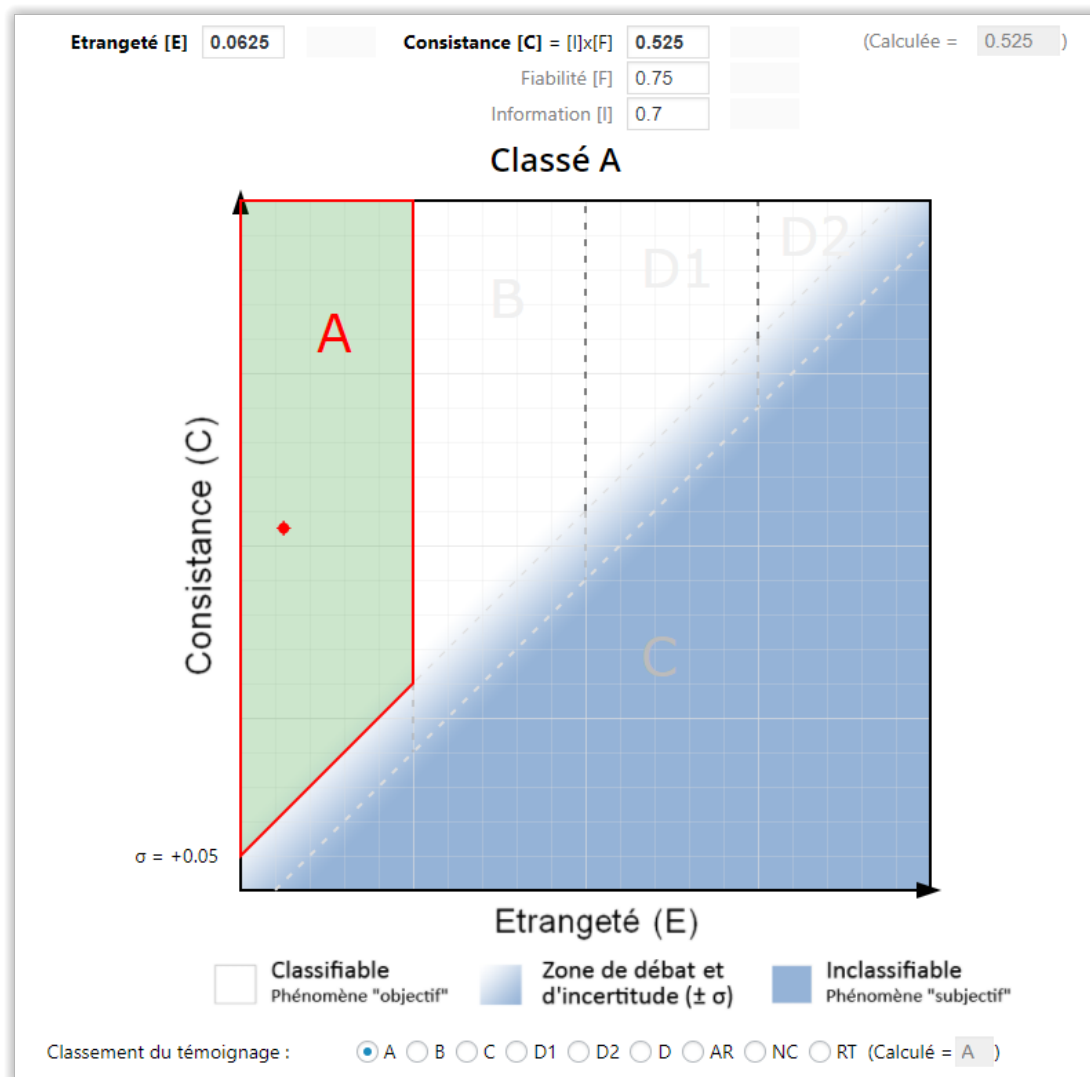 Etrangeté [E] 0.0625 Consistance [C] = [I]x[F] 0.525 (Calculée = 0.525 )
Fiabilité [F] 0.75
Information [I] 0.7
Classé A
D2
D1
B
A
Consistance (C)
C
σ = +0.05
Etrangeté (E)
Classifiable
Phénomène "objectif"
Zone de débat et
d'incertitude (± σ)
Inclassifiable
Phénomène "subjectif"
Classement du témoignage : A B C D1 D2 D AR NC RT (Calculé = A )